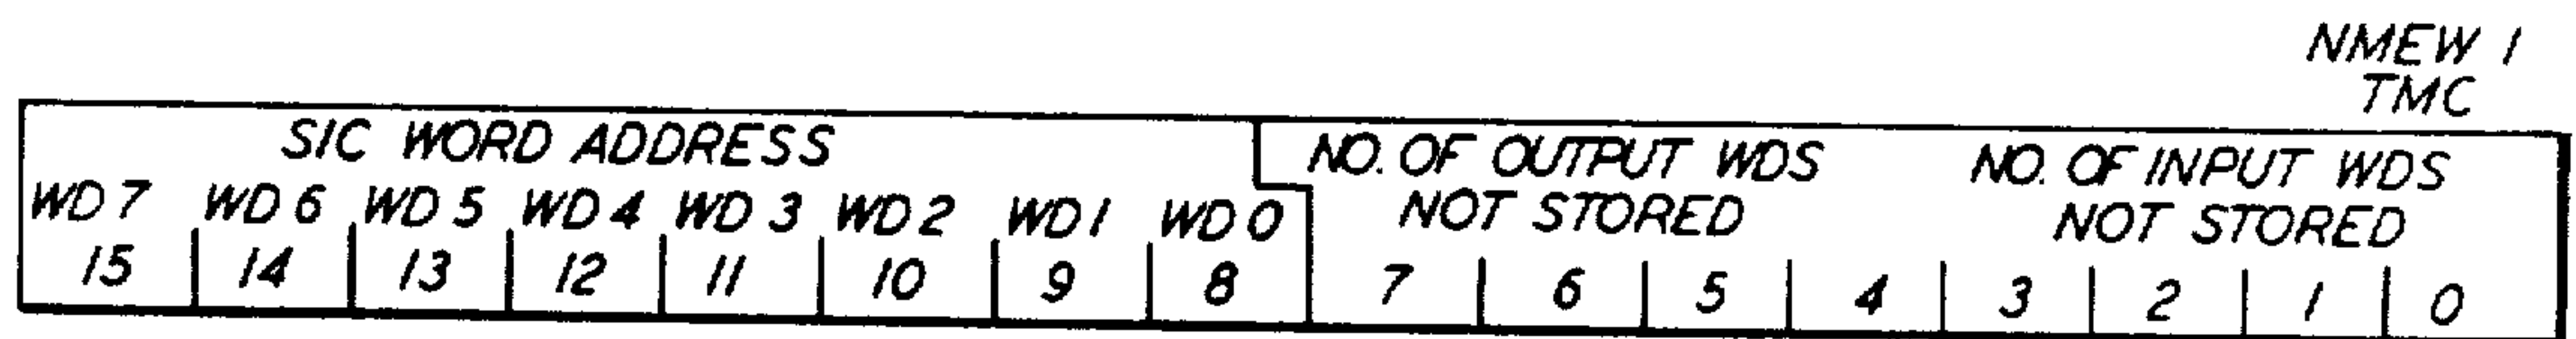 NMEW 1
TMC
SIC WORD ADDRESS
NO. OF OUTPUT WDS
NOT STORED
NO. OF INPUT WDS
NOT STORED
WD 7 WD 6 WD 5 WD 4 WD 3 WD 2 WD 1 WD 0
15 14 13 12 11 10 9 8 7 6 5 4 3 2 1 0